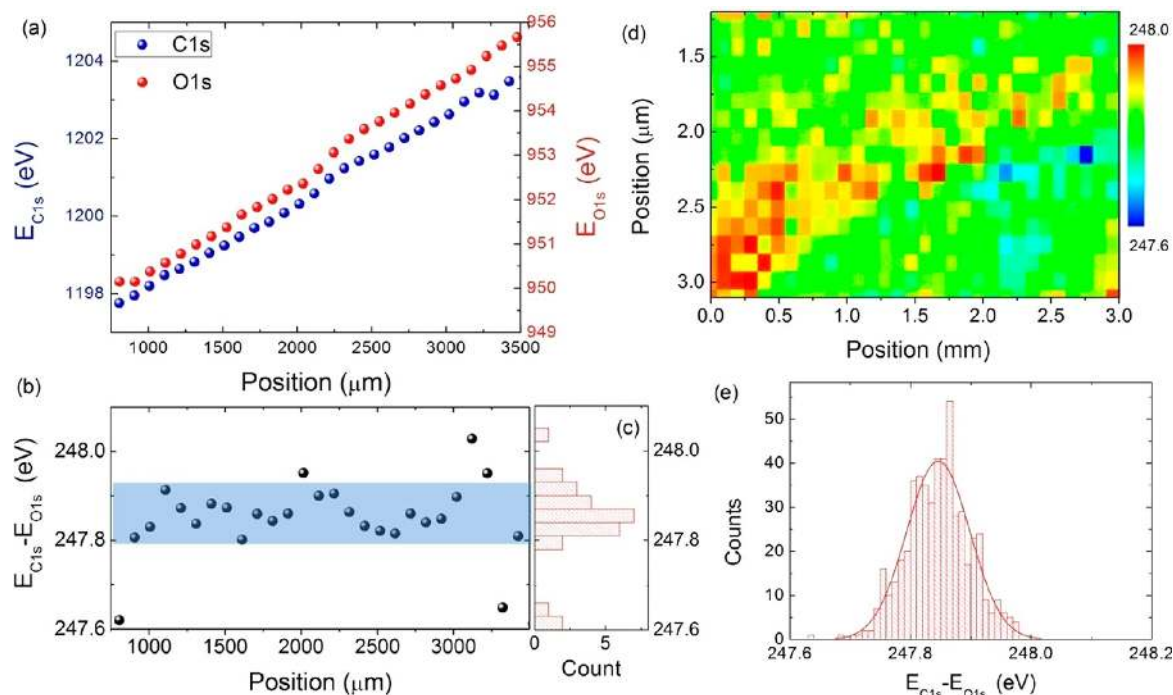 (a)
C1s
O1s
E_C1s (eV)
1204
1202
1200
1198
E_O1s (eV)
956
955
954
953
952
951
950
949
1000 1500 2000 2500 3000 3500
Position (μm)
(d)
Position (μm)
1.5
2.0
2.5
3.0
0.0 0.5 1.0 1.5 2.0 2.5 3.0
Position (mm)
248.0
247.6
(b)
E_C1s-E_O1s (eV)
248.0
247.8
247.6
1000 1500 2000 2500 3000
Position (μm)
(c)
248.0
247.8
247.6
0 5
Count
(e)
Counts
50
40
30
20
10
0
247.6 247.8 248.0 248.2
E_C1s-E_O1s (eV)